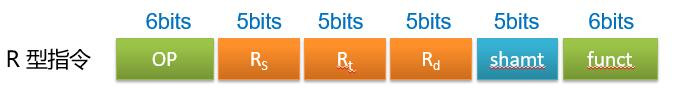 6bits 5bits 5bits 5bits 5bits 6bits
R 型指令 OP Rs Rt Rd shamt funct